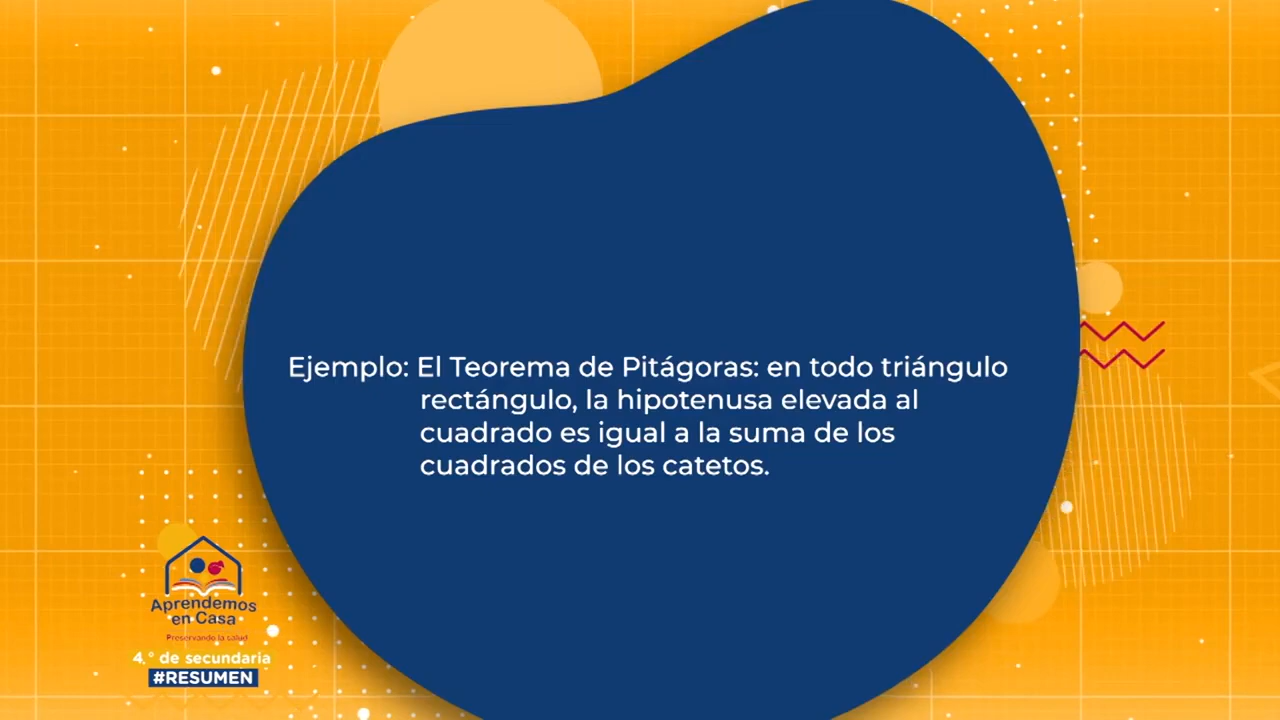 Ejemplo: El Teorema de Pitágoras: en todo triángulo
rectángulo, la hipotenusa elevada al
cuadrado es igual a la suma de los
cuadrados de los catetos.
Aprendemos
en Casa
Preservando la salud
4.° de secundaria
#RESUMEN